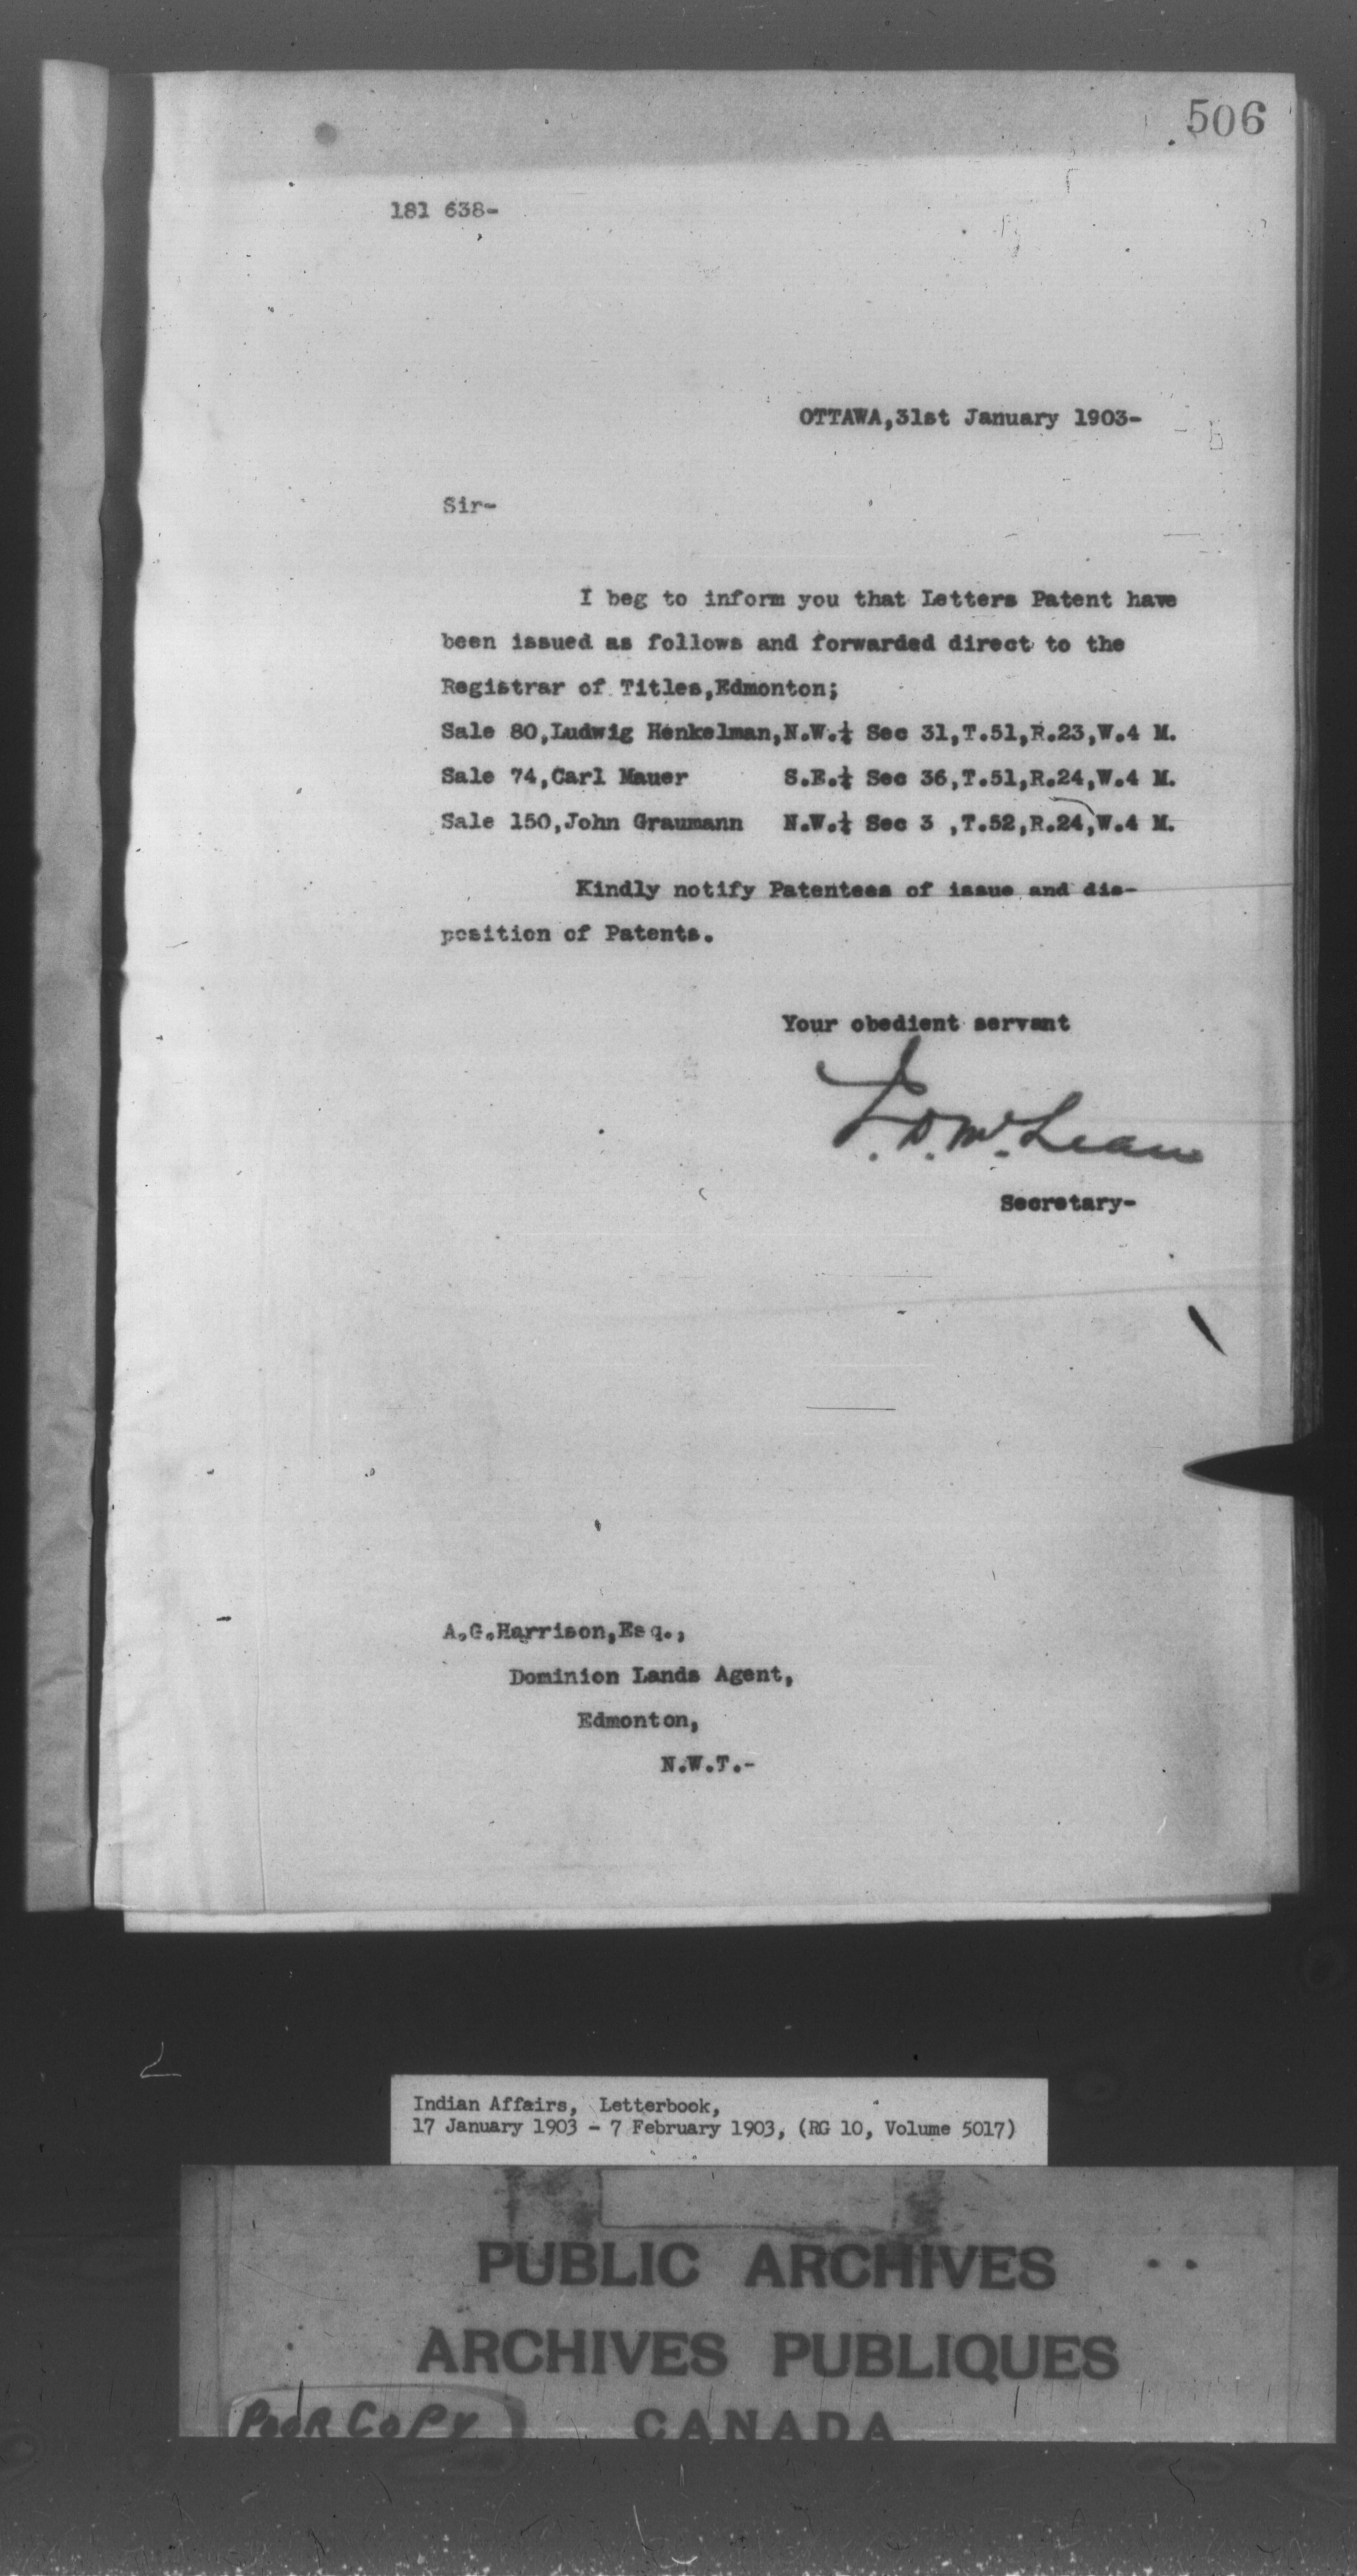 506
181 638-
OTTAWA,31st January 1903-
Sir-
I beg to inform you that Letters Patent have
been issued as follows and forwarded direct to the
Registrar of Titles,Edmonton;
Sale 80,Ludwig Henkelman,N.W.¼ Sec 31,T.51,R.23,W.4 M.
Sale 74,Carl Mauer S.E.¼ Sec 36,T.51,R.24,W.4 M.
Sale 150,John Graumann N.W.¼ Sec 3 ,T.52,R.24,W.4 M.
Kindly notify Patentees of issue and dis-
position of Patents.
Your obedient servant
J. D. McLean
Secretary-
A.G.Harrison,Esq.,
Dominion Lands Agent,
Edmonton,
N.W.T.-
Indian Affairs, Letterbook,
17 January 1903 - 7 February 1903, (RG 10, Volume 5017)
PUBLIC ARCHIVES
ARCHIVES PUBLIQUES
POOR COPY
CANADA